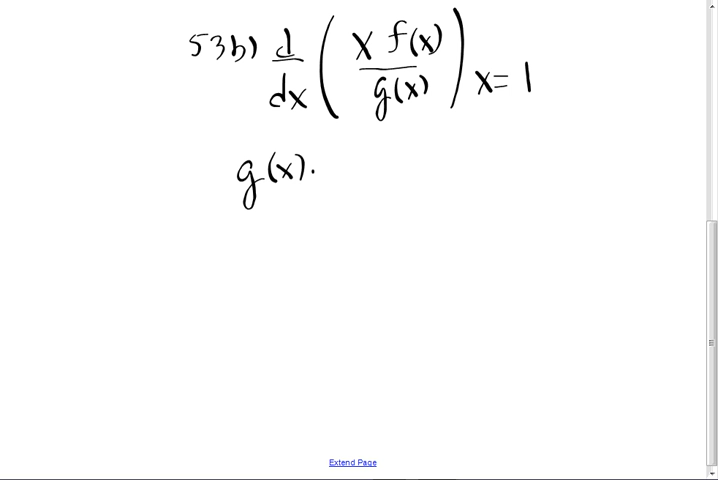 53b) d/dx ( x f(x) / g(x) ) x=1
g(x).
Extend Page